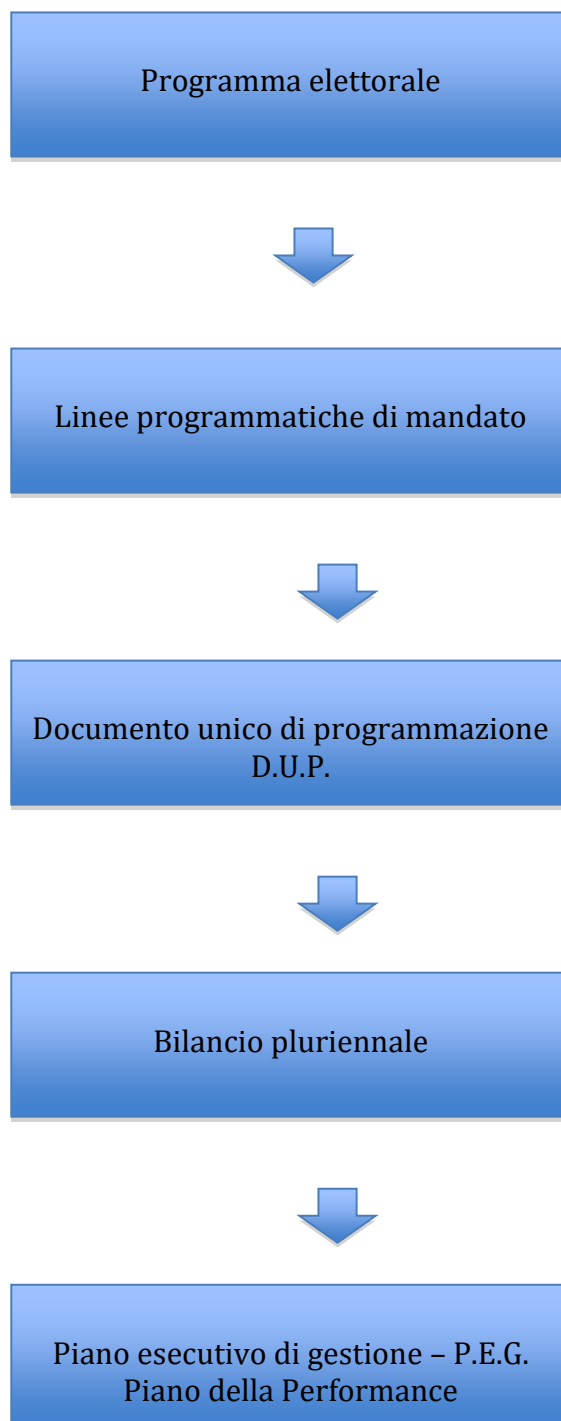 Programma elettorale
Linee programmatiche di mandato
Documento unico di programmazione
D.U.P.
Bilancio pluriennale
Piano esecutivo di gestione – P.E.G.
Piano della Performance